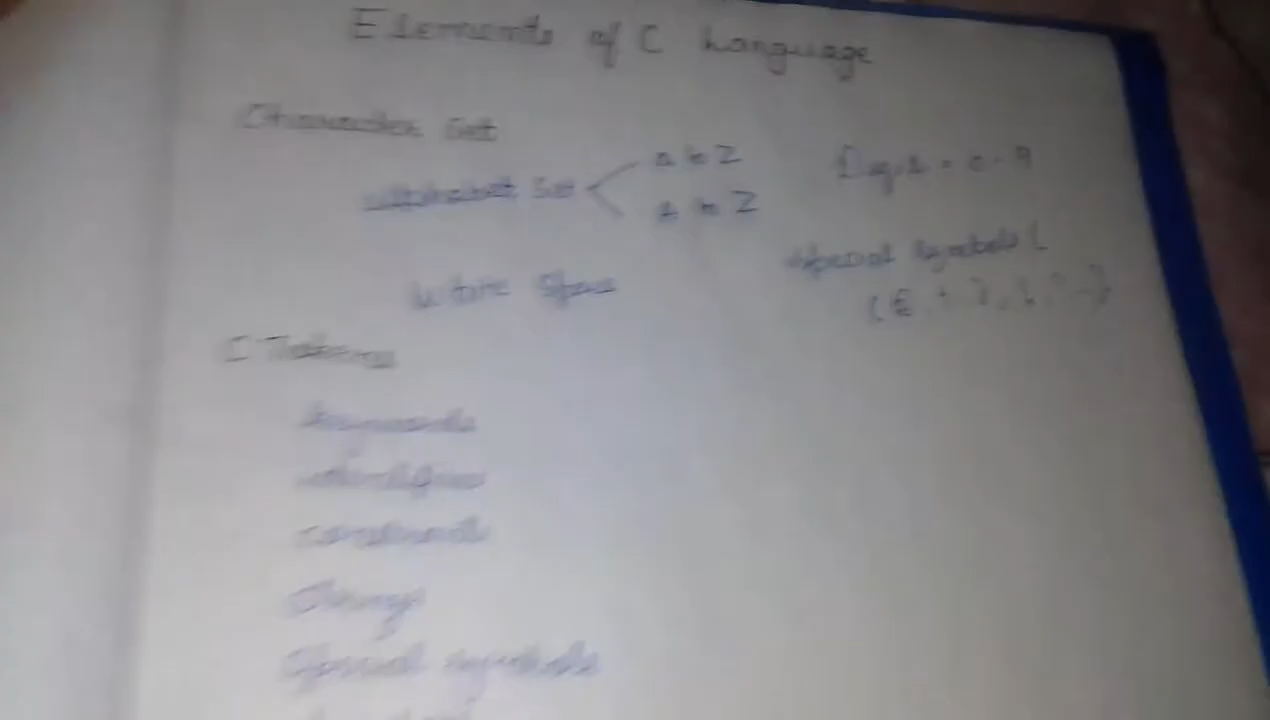 Elements of C Language
Character Set
Alphabet Set
a to Z
a to Z
Digit = 0-9
White Space
Special Symbols (
C Tokens
keywords
identifiers
constants
Strings
Special symbols